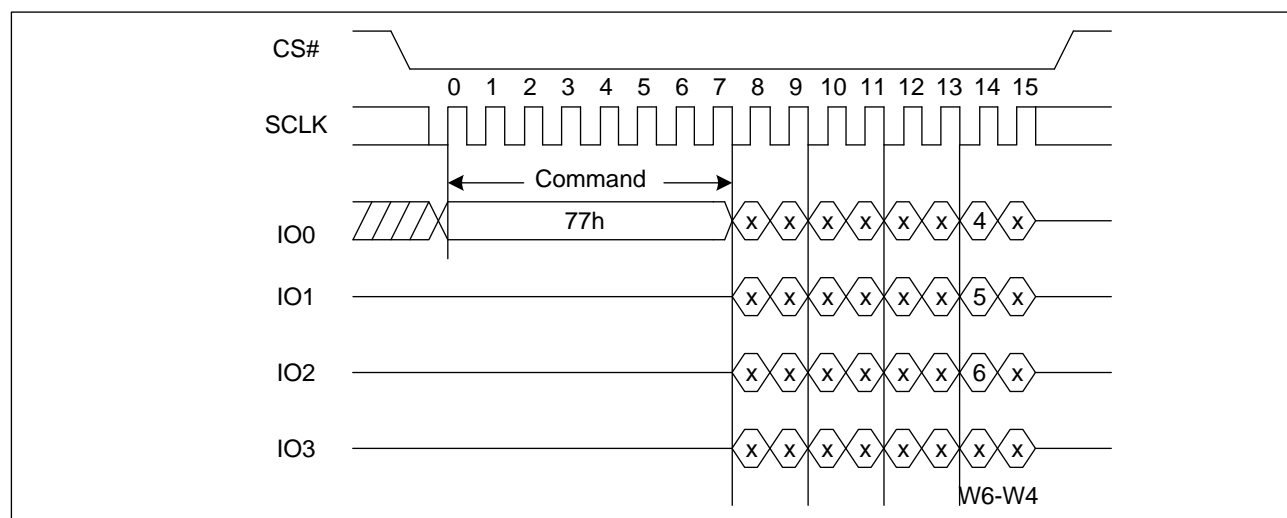 CS#
0 1 2 3 4 5 6 7 8 9 10 11 12 13 14 15
SCLK
Command
IO0 77h x x x x x x 4 x
IO1 x x x x x x 5 x
IO2 x x x x x x 6 x
IO3 x x x x x x x x
W6-W4